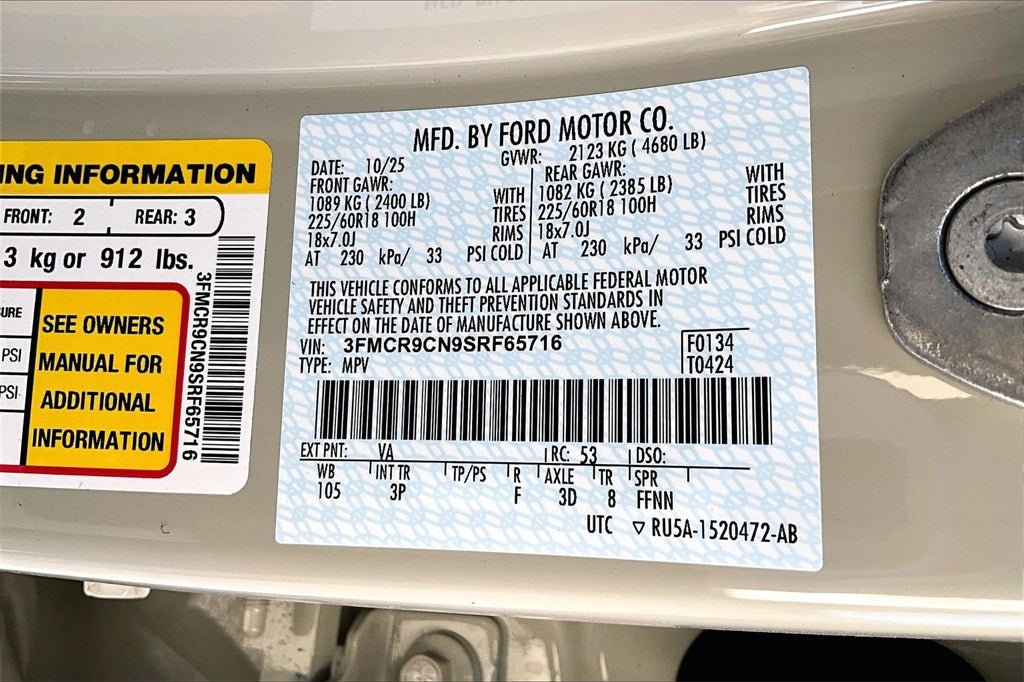 NG INFORMATION
FRONT: 2 REAR: 3
3 kg or 912 lbs.
SEE OWNERS
MANUAL FOR
ADDITIONAL
INFORMATION
URE
PSI
PSI
3FMCR9CN9SRF65716
MFD. BY FORD MOTOR CO.
DATE: 10/25 GVWR: 2123 KG ( 4680 LB)
FRONT GAWR: REAR GAWR:
1089 KG ( 2400 LB) WITH 1082 KG ( 2385 LB) WITH
225/60R18 100H TIRES 225/60R18 100H TIRES
18x7.0J RIMS 18x7.0J RIMS
AT 230 kPa/ 33 PSI COLD AT 230 kPa/ 33 PSI COLD
THIS VEHICLE CONFORMS TO ALL APPLICABLE FEDERAL MOTOR
VEHICLE SAFETY AND THEFT PREVENTION STANDARDS IN
EFFECT ON THE DATE OF MANUFACTURE SHOWN ABOVE.
VIN: 3FMCR9CN9SRF65716 F0134
TYPE: MPV T0424
EXT PNT: VA RC: 53 DSO:
WB INT TR TP/PS R AXLE TR SPR
105 3P F 3D 8 FFNN
UTC RU5A-1520472-AB